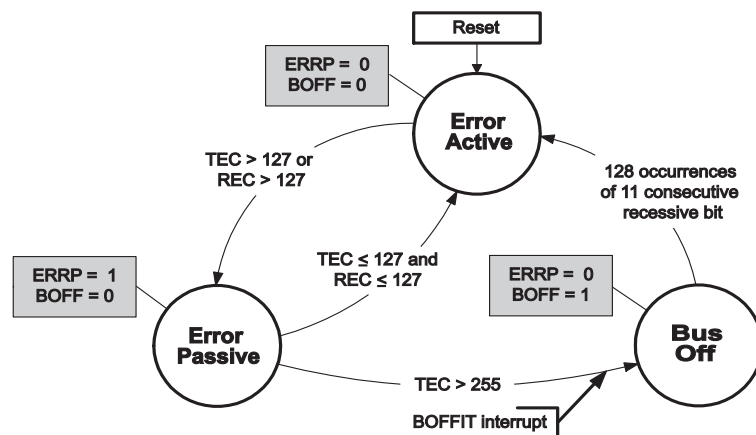 Reset
ERRP = 0
BOFF = 0
Error
Active
TEC > 127 or
REC > 127
128 occurrences
of 11 consecutive
recessive bit
TEC ≤ 127 and
REC ≤ 127
ERRP = 1
BOFF = 0
ERRP = 0
BOFF = 1
Error
Passive
Bus
Off
TEC > 255
BOFFIT interrupt